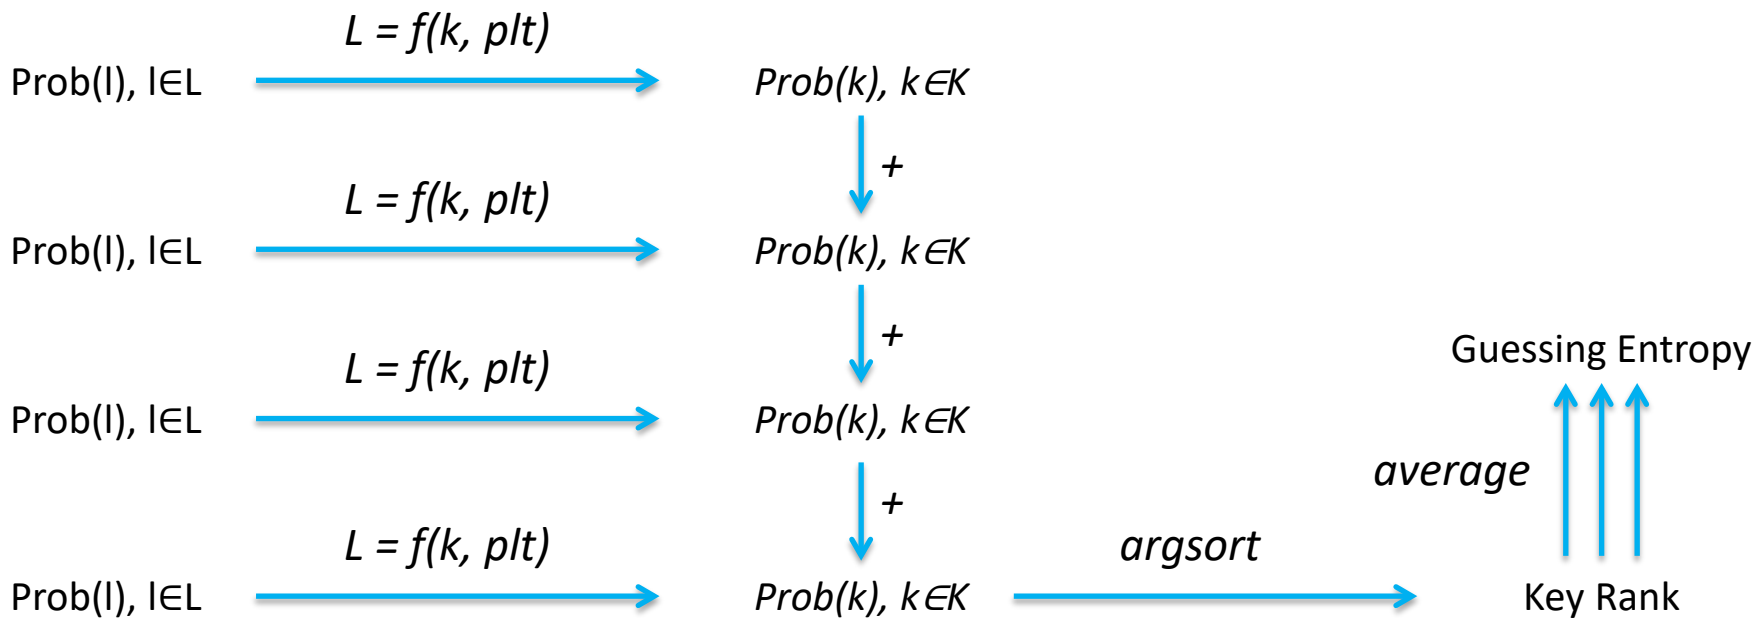 L = f(k, plt)
Prob(l), l∈L
Prob(k), k∈K
+
L = f(k, plt)
Prob(l), l∈L
Prob(k), k∈K
+
L = f(k, plt)
Guessing Entropy
Prob(l), l∈L
Prob(k), k∈K
average
+
L = f(k, plt)
argsort
Prob(l), l∈L
Prob(k), k∈K
Key Rank